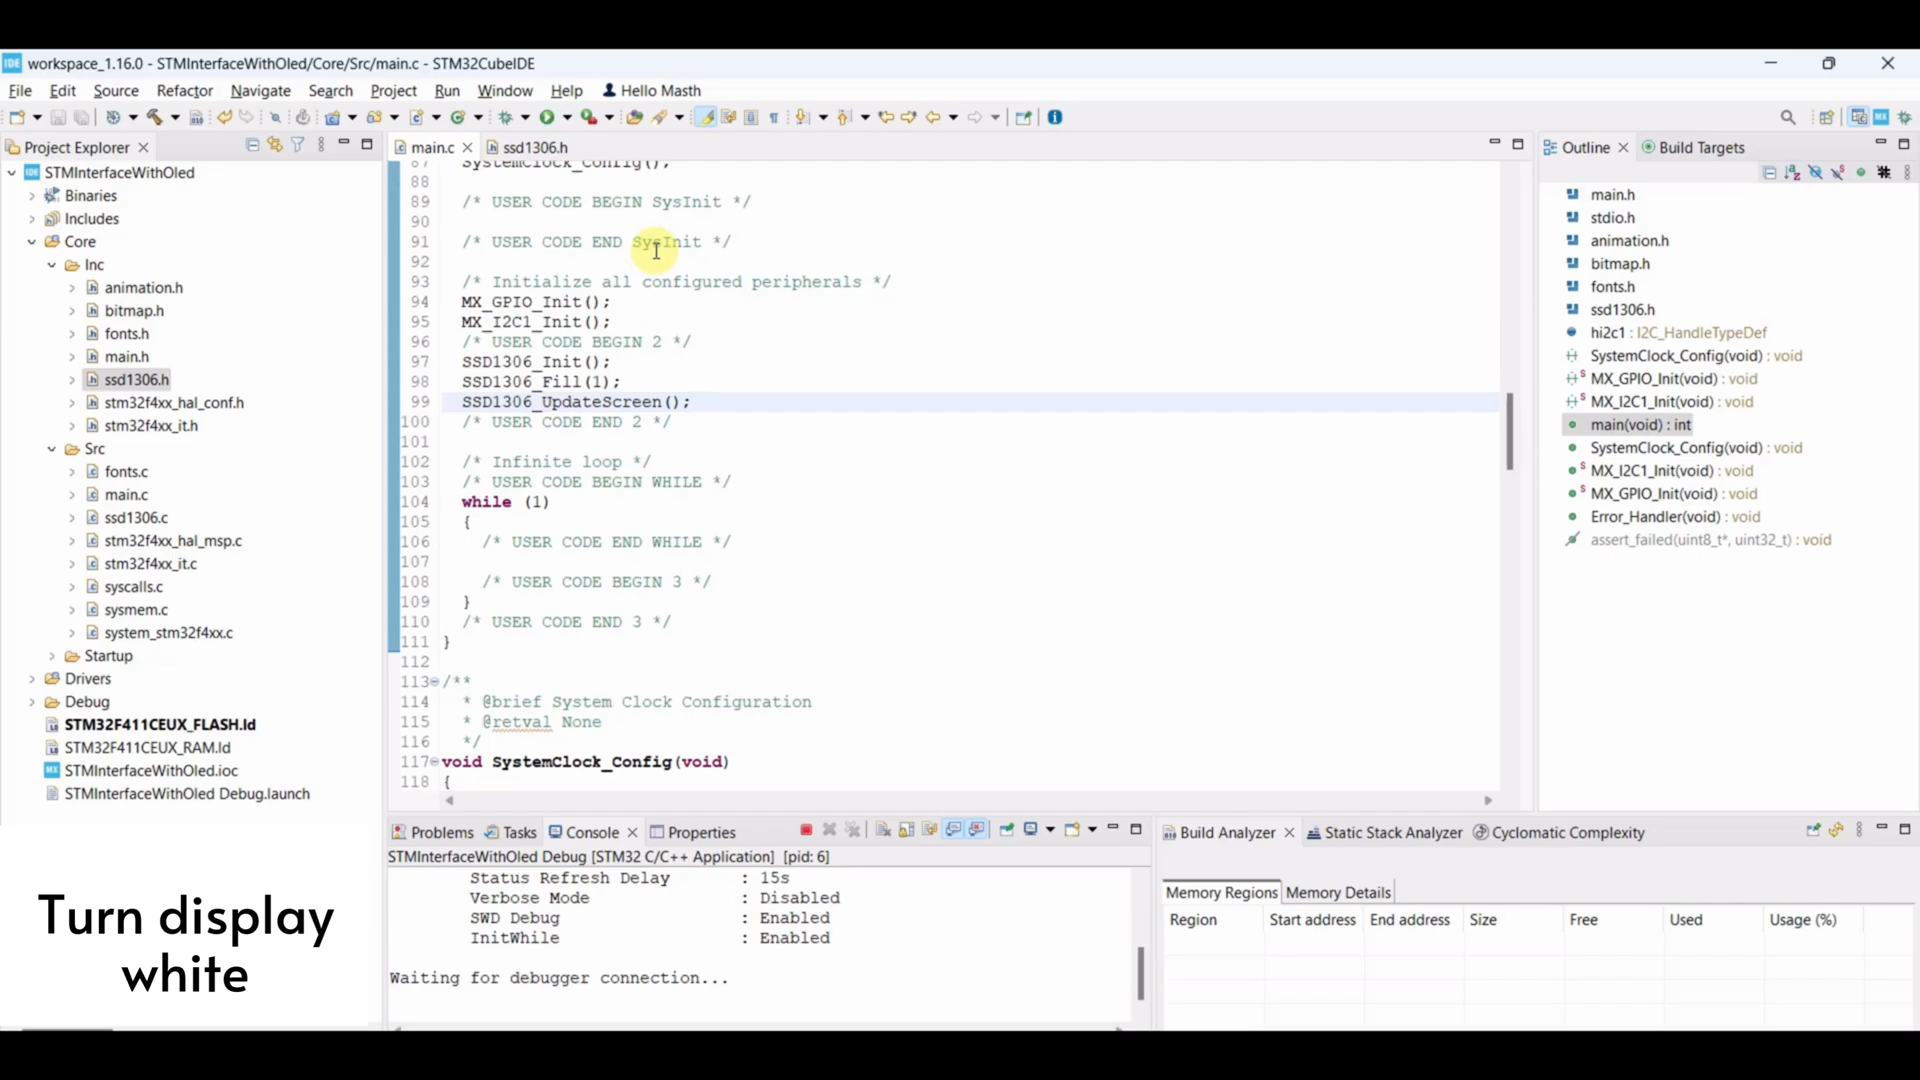 IDE workspace_1.16.0 - STMInterfaceWithOled/Core/Src/main.c - STM32CubeIDE
File Edit Source Refactor Navigate Search Project Run Window Help Hello Masth
Project Explorer
STMInterfaceWithOled
Binaries
Includes
Core
Inc
animation.h
bitmap.h
fonts.h
main.h
ssd1306.h
stm32f4xx_hal_conf.h
stm32f4xx_it.h
Src
fonts.c
main.c
ssd1306.c
stm32f4xx_hal_msp.c
stm32f4xx_it.c
syscalls.c
sysmem.c
system_stm32f4xx.c
Startup
Drivers
Debug
STM32F411CEUX_FLASH.ld
STM32F411CEUX_RAM.ld
STMInterfaceWithOled.ioc
STMInterfaceWithOled Debug.launch
Turn display
white
main.c ssd1306.h
87 SystemClock_Config();
88
89 /* USER CODE BEGIN SysInit */
90
91 /* USER CODE END SysInit */
92
93 /* Initialize all configured peripherals */
94 MX_GPIO_Init();
95 MX_I2C1_Init();
96 /* USER CODE BEGIN 2 */
97 SSD1306_Init();
98 SSD1306_Fill(1);
99 SSD1306_UpdateScreen();
100 /* USER CODE END 2 */
101
102 /* Infinite loop */
103 /* USER CODE BEGIN WHILE */
104 while (1)
105 {
106 /* USER CODE END WHILE */
107
108 /* USER CODE BEGIN 3 */
109 }
110 /* USER CODE END 3 */
111 }
112
113 /**
114 * @brief System Clock Configuration
115 * @retval None
116 */
117 void SystemClock_Config(void)
118 {
Outline Build Targets
main.h
stdio.h
animation.h
bitmap.h
fonts.h
ssd1306.h
hi2c1 : I2C_HandleTypeDef
SystemClock_Config(void) : void
MX_GPIO_Init(void) : void
MX_I2C1_Init(void) : void
main(void) : int
SystemClock_Config(void) : void
MX_I2C1_Init(void) : void
MX_GPIO_Init(void) : void
Error_Handler(void) : void
assert_failed(uint8_t*, uint32_t) : void
Problems Tasks Console Properties
STMInterfaceWithOled Debug [STM32 C/C++ Application] [pid: 6]
Status Refresh Delay : 15s
Verbose Mode : Disabled
SWD Debug : Enabled
InitWhile : Enabled
Waiting for debugger connection...
Build Analyzer Static Stack Analyzer Cyclomatic Complexity
Memory Regions Memory Details
Region Start address End address Size Free Used Usage (%)